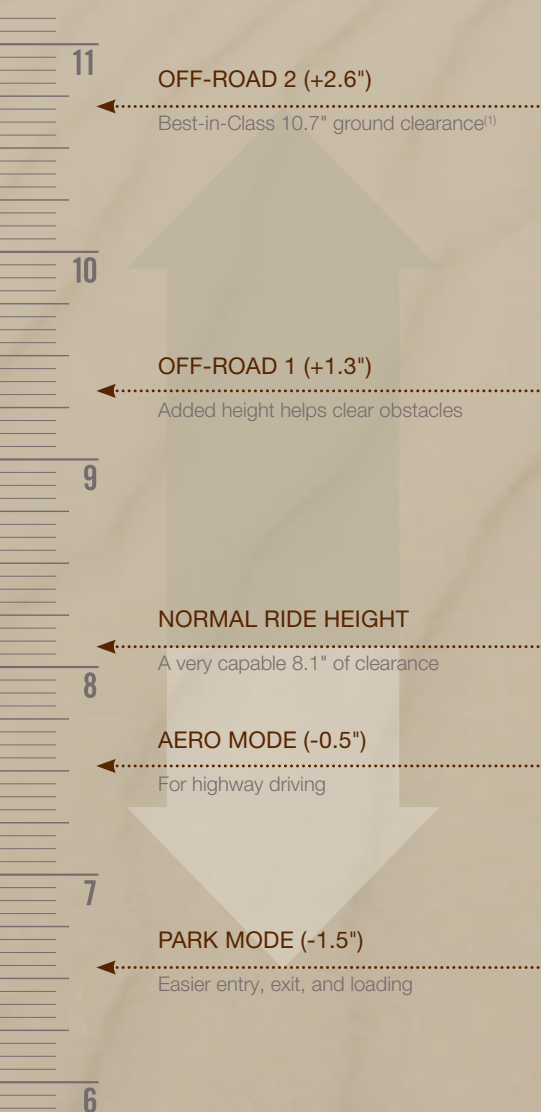 11
OFF-ROAD 2 (+2.6")
Best-in-Class 10.7" ground clearance(1)
10
OFF-ROAD 1 (+1.3")
Added height helps clear obstacles
9
NORMAL RIDE HEIGHT
A very capable 8.1" of clearance
8
AERO MODE (-0.5")
For highway driving
7
PARK MODE (-1.5")
Easier entry, exit, and loading
6